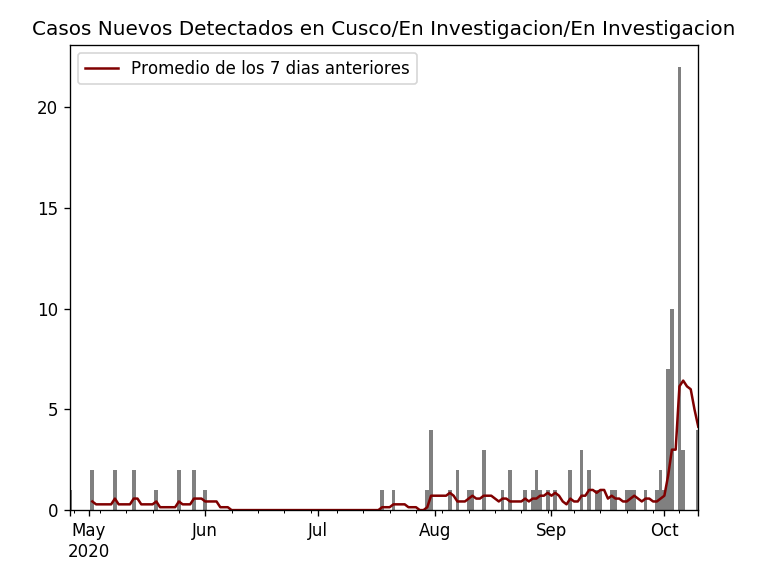 Casos Nuevos Detectados en Cusco/En Investigacion/En Investigacion
Promedio de los 7 dias anteriores
20
15
10
5
0
May Jun Jul Aug Sep Oct
2020